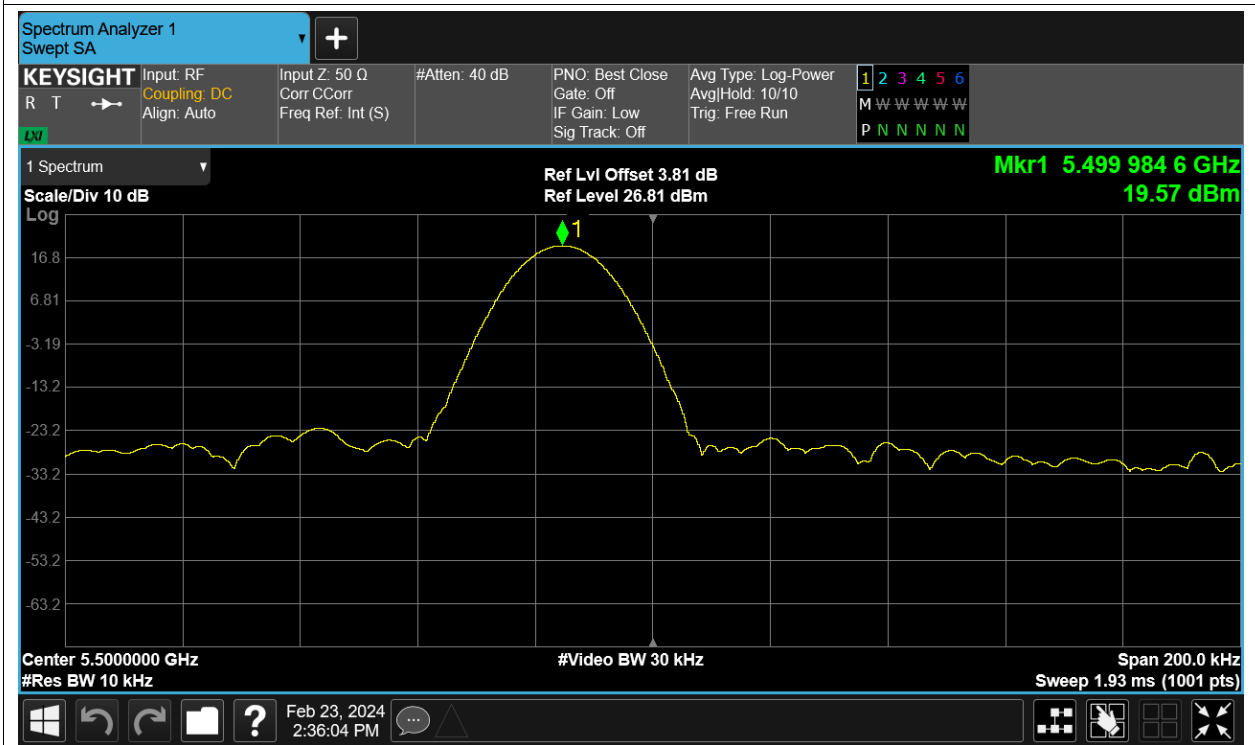 Spectrum Analyzer 1
Swept SA
KEYSIGHT
R T
LXI
Input: RF
Coupling: DC
Align: Auto
Input Z: 50 Ω
Corr CCorr
Freq Ref: Int (S)
#Atten: 40 dB
PNO: Best Close
Gate: Off
IF Gain: Low
Sig Track: Off
Avg Type: Log-Power
Avg|Hold: 10/10
Trig: Free Run
1 2 3 4 5 6
M W W W W W
P N N N N N
1 Spectrum
Scale/Div 10 dB
Log
Ref Lvl Offset 3.81 dB
Ref Level 26.81 dBm
Mkr1 5.499 984 6 GHz
19.57 dBm
1
16.8
6.81
-3.19
-13.2
-23.2
-33.2
-43.2
-53.2
-63.2
Center 5.5000000 GHz
#Res BW 10 kHz
#Video BW 30 kHz
Span 200.0 kHz
Sweep 1.93 ms (1001 pts)
?
Feb 23, 2024
2:36:04 PM